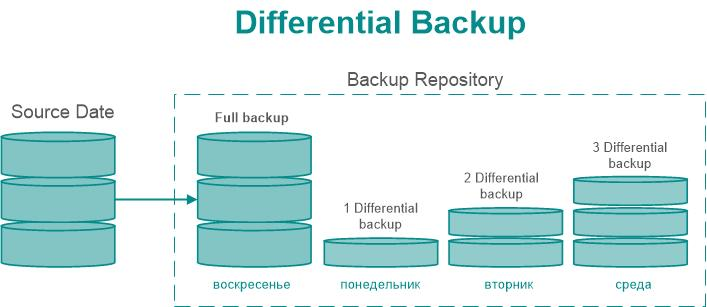 Differential Backup
Backup Repository
Source Date
Full backup
1 Differential
backup
2 Differential
backup
3 Differential
backup
воскресенье
понедельник
вторник
среда